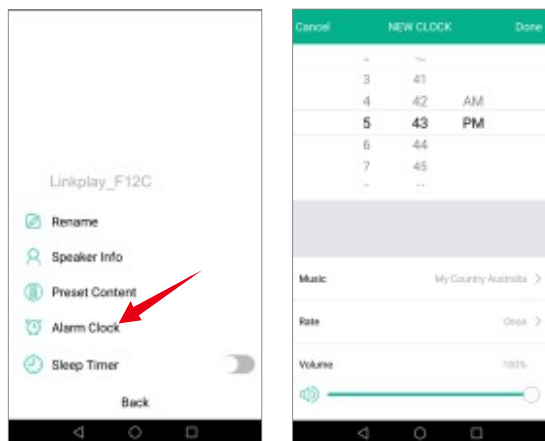 Linkplay_F12C
Rename
Speaker Info
Preset Content
Alarm Clock
Sleep Timer
Back
Cancel NEW CLOCK Done
3 41
4 42 AM
5 43 PM
6 44
7 45
Music My Country Australia >
Rate Once >
Volume 100%